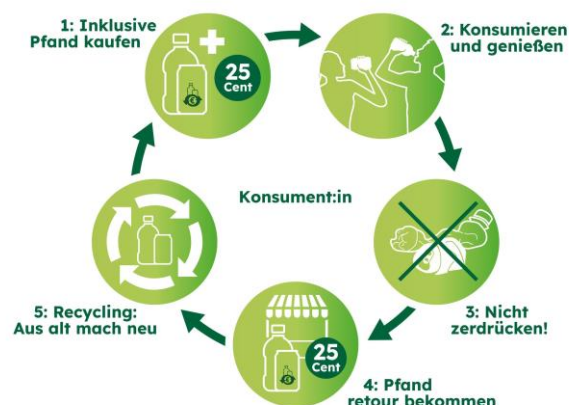 1: Inklusive
Pfand kaufen
25
Cent
2: Konsumieren
und genießen
Konsument:in
3: Nicht
zerdrücken!
25
Cent
4: Pfand
retour bekommen
5: Recycling:
Aus alt mach neu